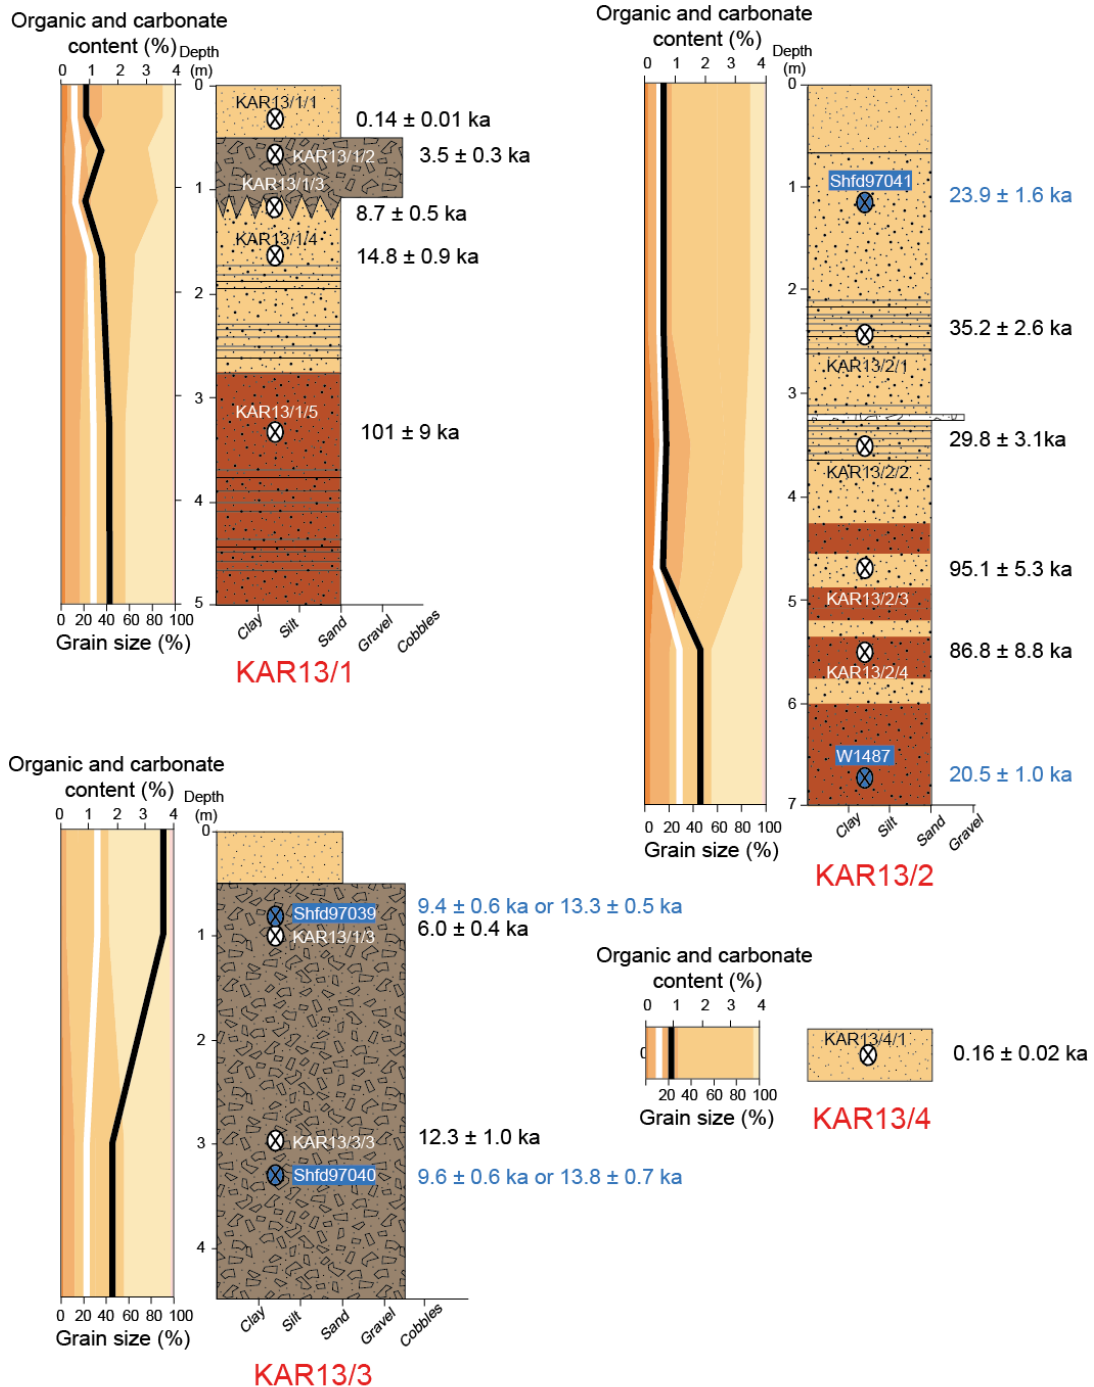 Organic and carbonate
content (%)
Depth
(m)
0 1 2 3 4
0
KAR13/1/1
0.14 ± 0.01 ka
KAR13/1/2
3.5 ± 0.3 ka
1
KAR13/1/3
8.7 ± 0.5 ka
KAR13/1/4
14.8 ± 0.9 ka
2
3
KAR13/1/5
101 ± 9 ka
4
5
0 20 40 60 80 100
Grain size (%)
Clay
Silt
Sand
Gravel
Cobbles
KAR13/1
Organic and carbonate
content (%)
Depth
(m)
0 1 2 3 4
0
1
Shfd97041
23.9 ± 1.6 ka
2
35.2 ± 2.6 ka
KAR13/2/1
3
29.8 ± 3.1ka
KAR13/2/2
4
95.1 ± 5.3 ka
5
KAR13/2/3
86.8 ± 8.8 ka
KAR13/2/4
6
W1487
20.5 ± 1.0 ka
7
0 20 40 60 80 100
Grain size (%)
Clay
Silt
Sand
Gravel
KAR13/2
Organic and carbonate
content (%)
Depth
(m)
0 1 2 3 4
0
Shfd97039
9.4 ± 0.6 ka or 13.3 ± 0.5 ka
1
KAR13/1/3
6.0 ± 0.4 ka
2
3
KAR13/3/3
12.3 ± 1.0 ka
Shfd97040
9.6 ± 0.6 ka or 13.8 ± 0.7 ka
4
0 20 40 60 80 100
Grain size (%)
Clay
Silt
Sand
Gravel
Cobbles
KAR13/3
Organic and carbonate
content (%)
0 1 2 3 4
0
KAR13/4/1
0.16 ± 0.02 ka
20 40 60 80 100
Grain size (%)
KAR13/4